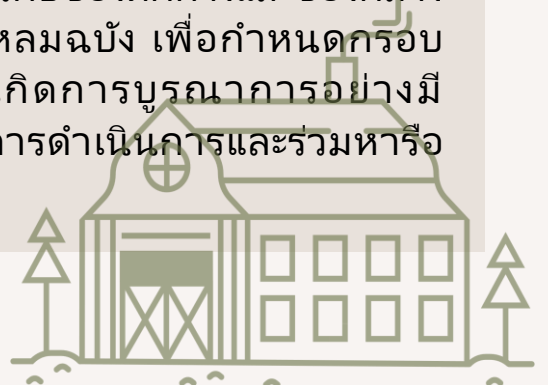 หลมฉบัง เพื่อกำหนดกรอบ
กิดการบูรณาการอย่างมี
การดำเนินการและร่วมหารือ